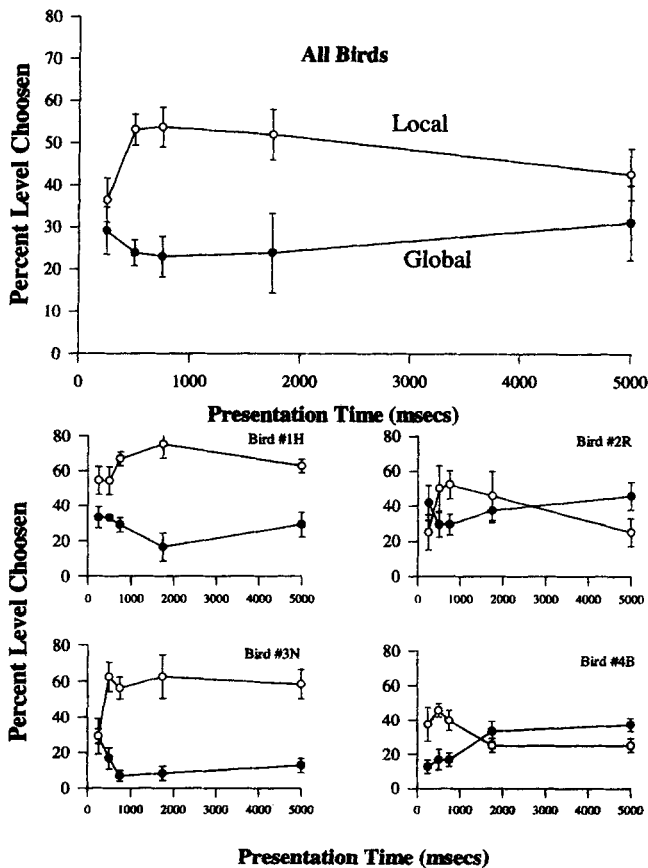 All Birds
Percent Level Choosen
80
70
60
50
40
30
20
10
0
Local
Global
0 1000 2000 3000 4000 5000
Presentation Time (msecs)
Percent Level Choosen
Bird #1H
80
60
40
20
0
0 1000 2000 3000 4000 5000
Bird #2R
80
60
40
20
0
0 1000 2000 3000 4000 5000
Bird #3N
80
60
40
20
0
0 1000 2000 3000 4000 5000
Bird #4B
80
60
40
20
0
0 1000 2000 3000 4000 5000
Presentation Time (msecs)